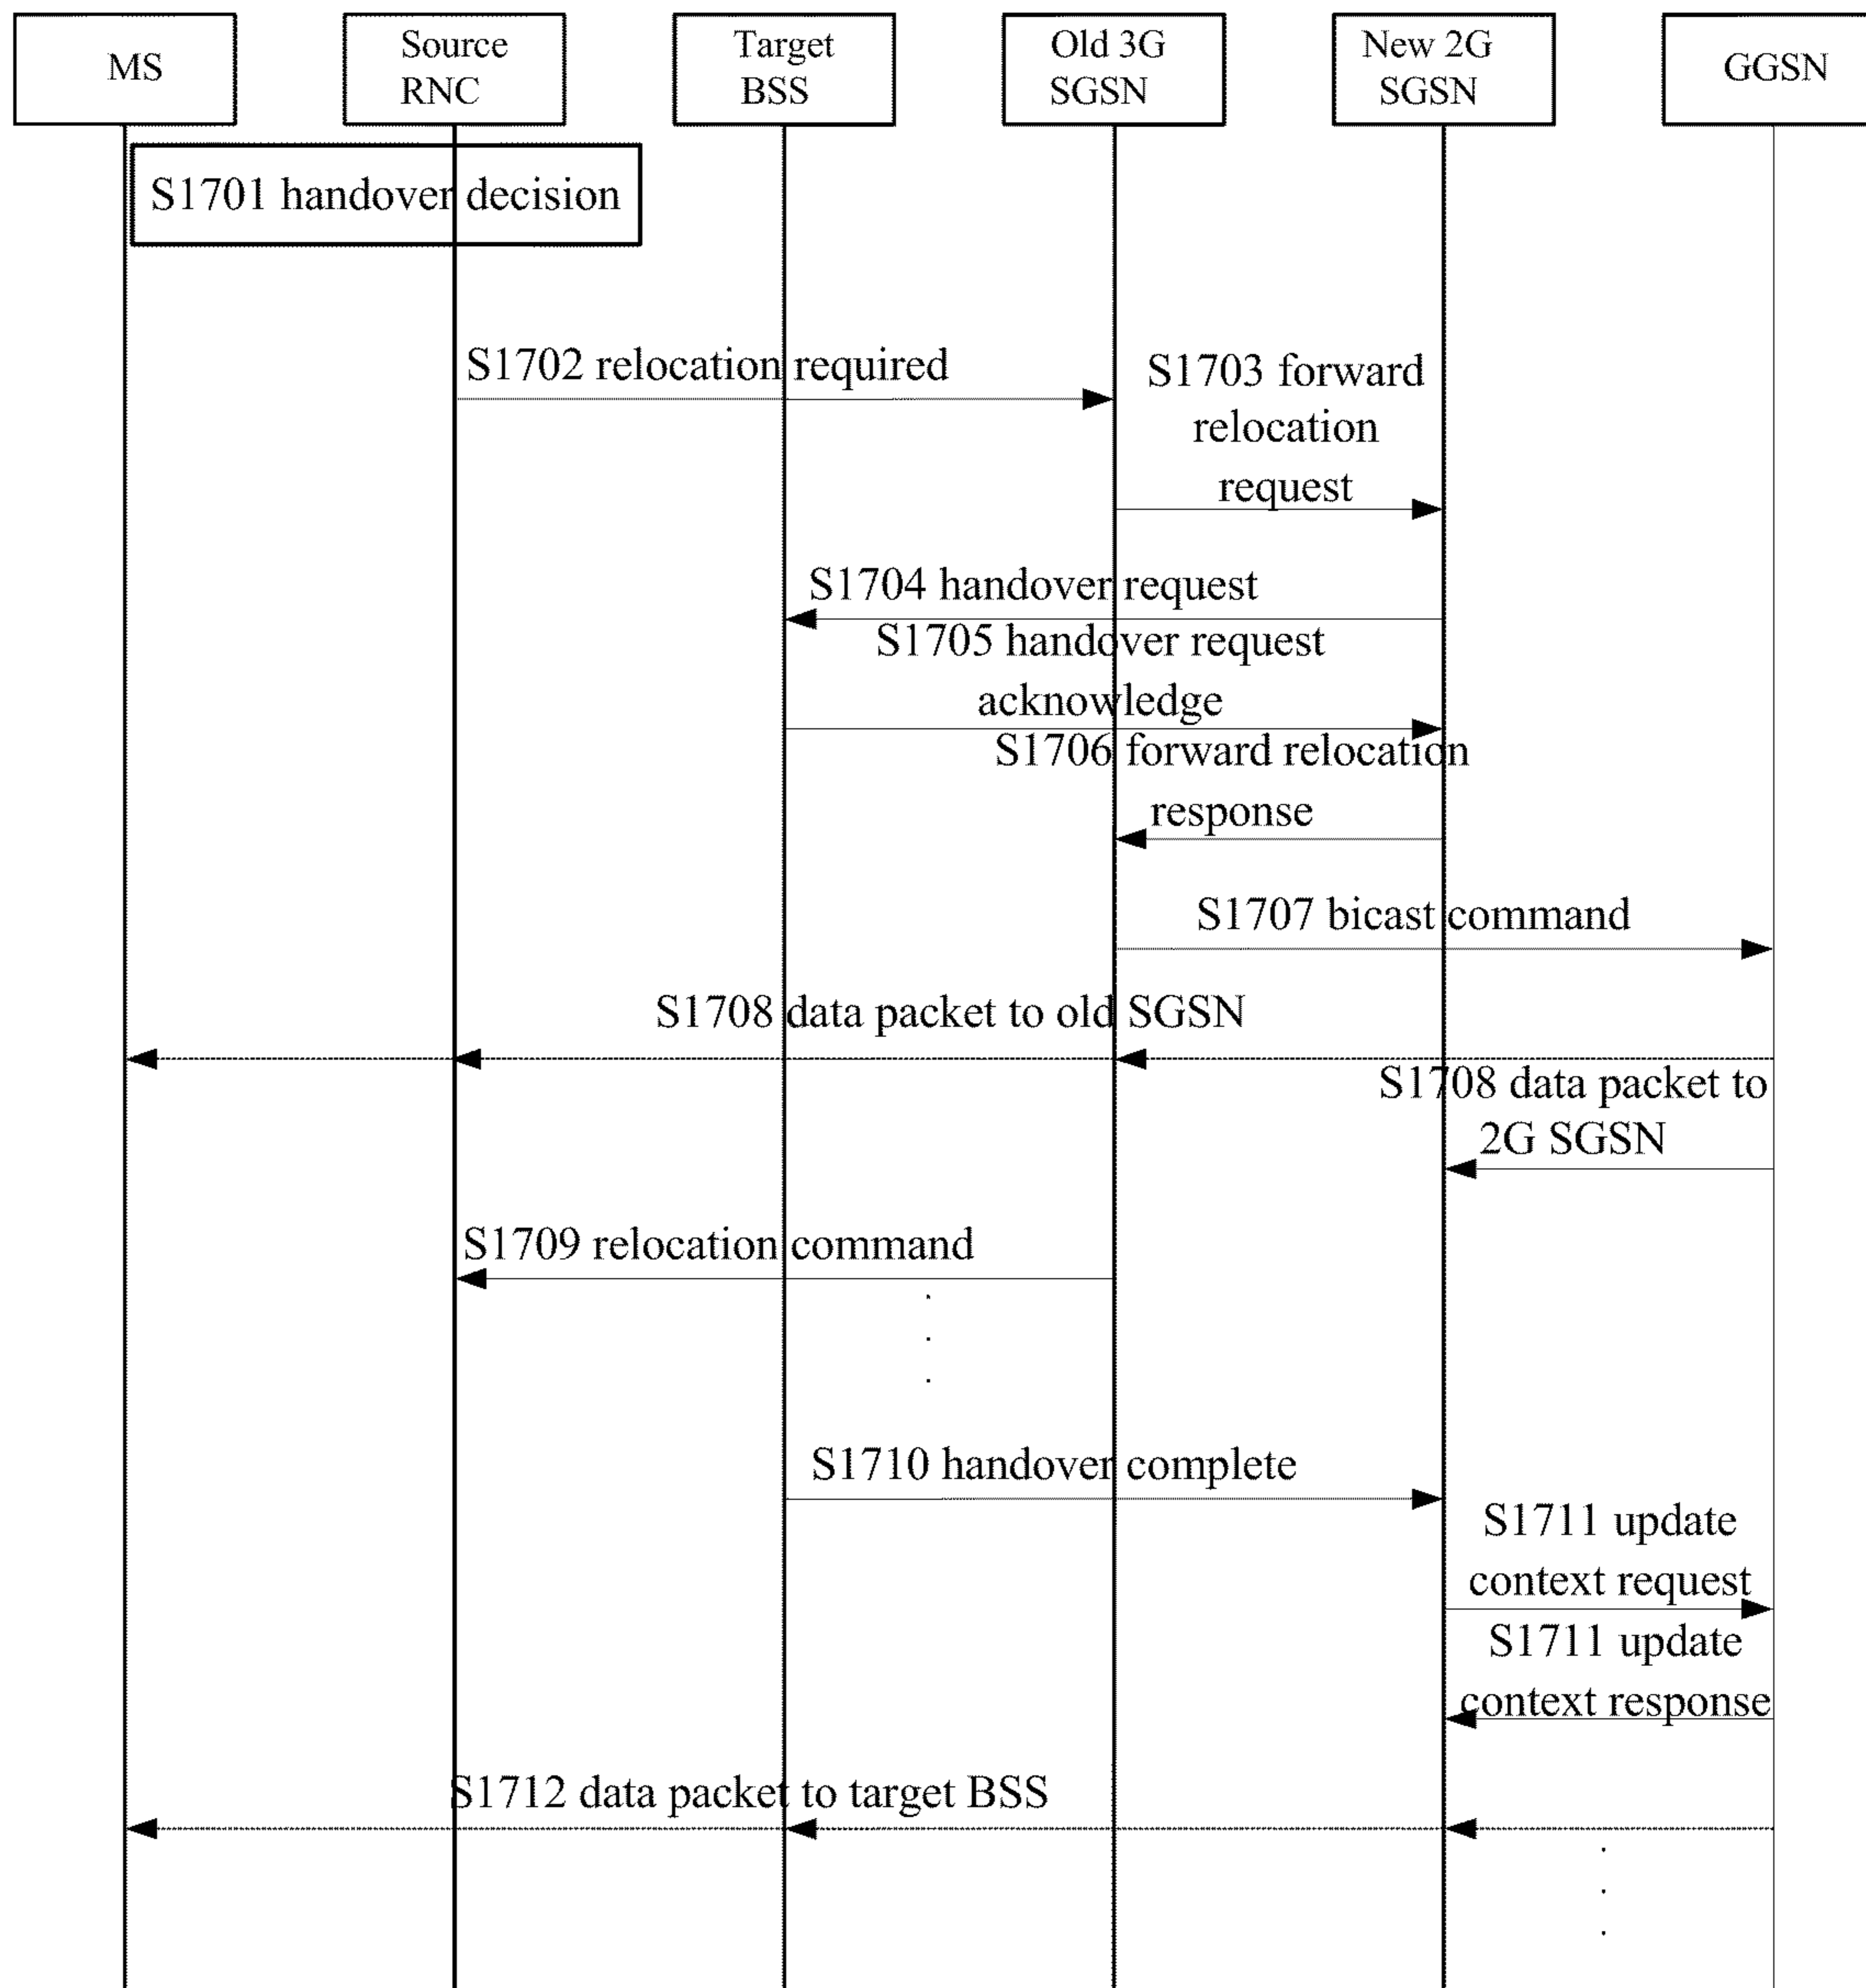 MS
Source
RNC
Target
BSS
Old 3G
SGSN
New 2G
SGSN
GGSN
S1701 handover decision
S1702 relocation required
S1703 forward
relocation
request
S1704 handover request
S1705 handover request
acknowledge
S1706 forward relocation
response
S1707 bicast command
S1708 data packet to old SGSN
S1708 data packet to
2G SGSN
S1709 relocation command
S1710 handover complete
S1711 update
context request
S1711 update
context response
S1712 data packet to target BSS